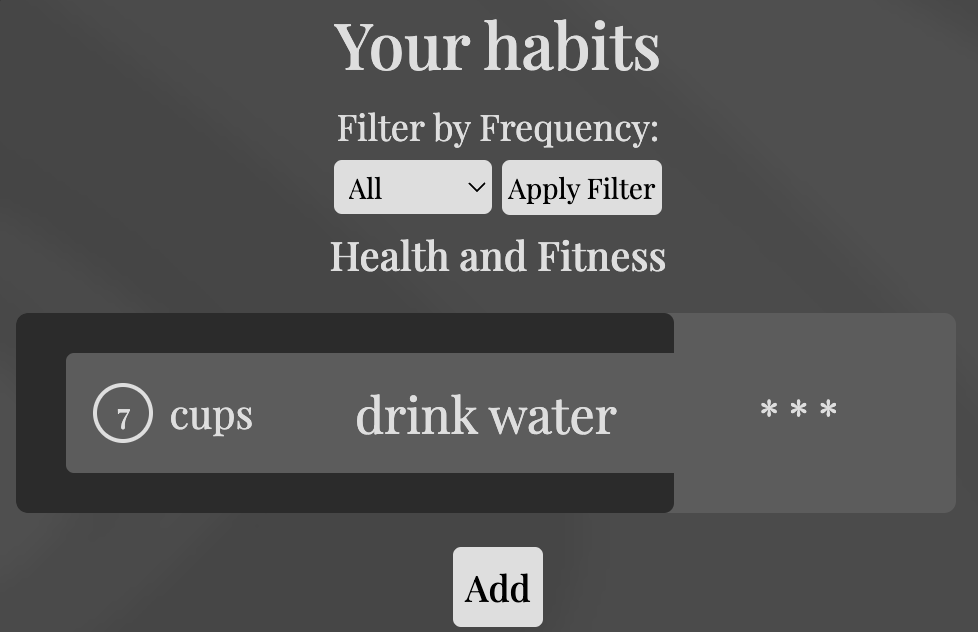 Your habits
Filter by Frequency:
All Apply Filter
Health and Fitness
7 cups drink water ***
Add